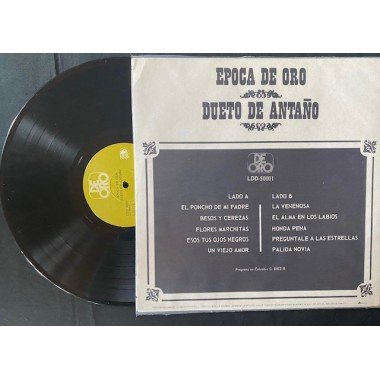 EPOCA DE ORO
DUETO DE ANTAÑO
DE
ORO
LDD-50001
LADO A
EL PONCHO DE MI PADRE
BESOS Y CEREZAS
FLORES MARCHITAS
ESOS TUS OJOS NEGROS
UN VIEJO AMOR
LADO B
LA VENENOSA
EL ALMA EN LOS LABIOS
HONDA PENA
PREGUNTALE A LAS ESTRELLAS
PALIDA NOVIA
DE
ORO